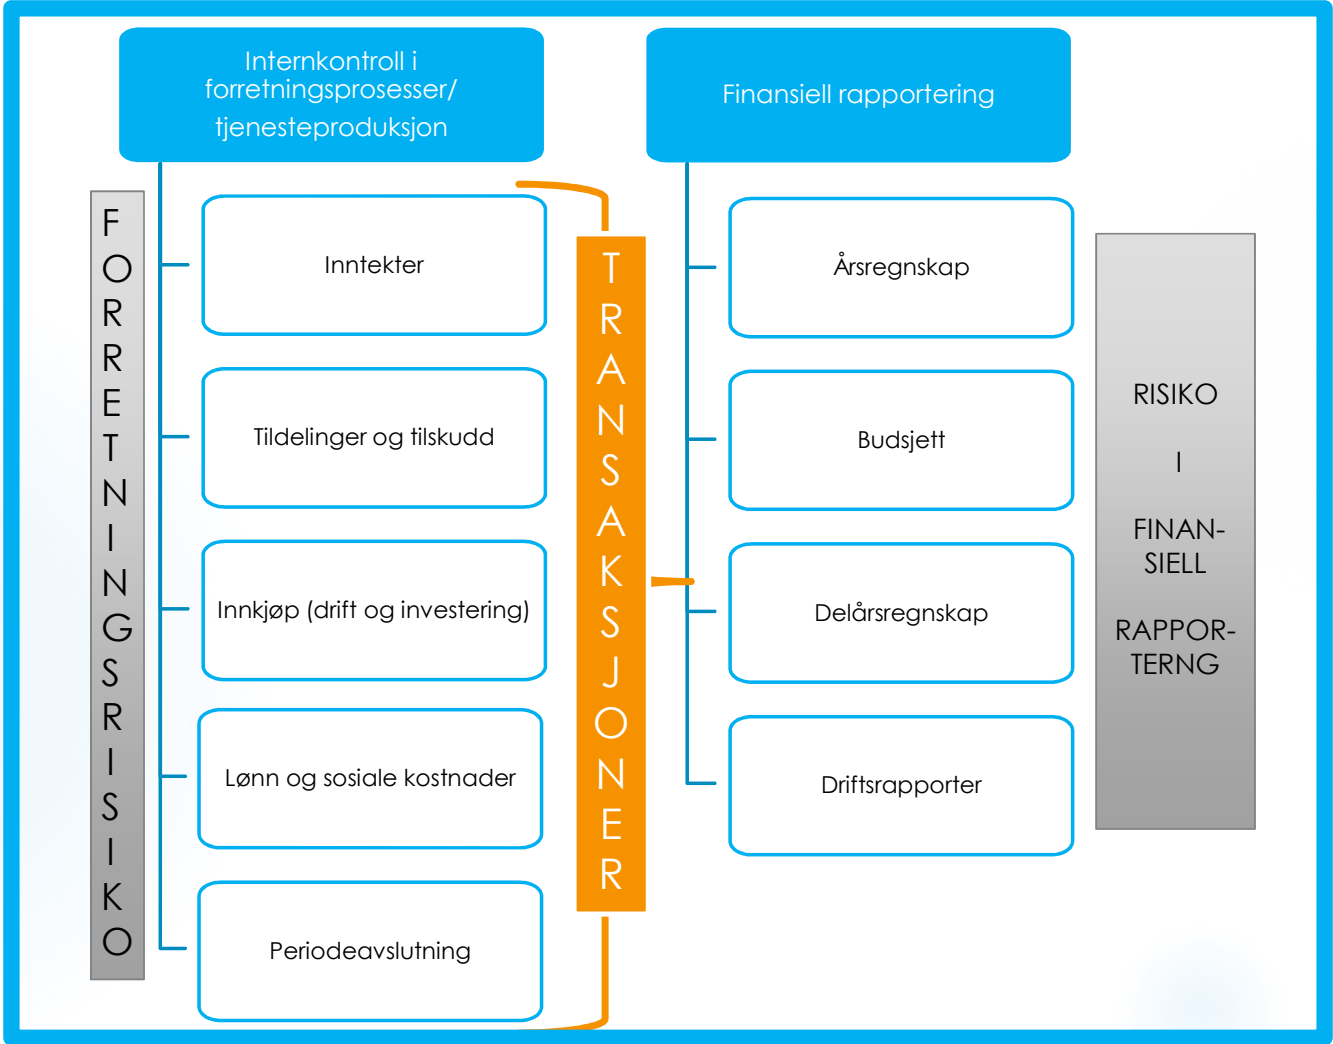 Internkontroll i
forretningsprosesser/
tjenesteproduksjon
Finansiell rapportering
FORRETNINGSRISIKO
Inntekter
Tildelinger og tilskudd
Innkjøp (drift og investering)
Lønn og sosiale kostnader
Periodeavslutning
TRANSAKSJONER
Årsregnskap
Budsjett
Delårsregnskap
Driftsrapporter
RISIKO
I
FINAN-
SIELL
RAPPOR-
TERNG